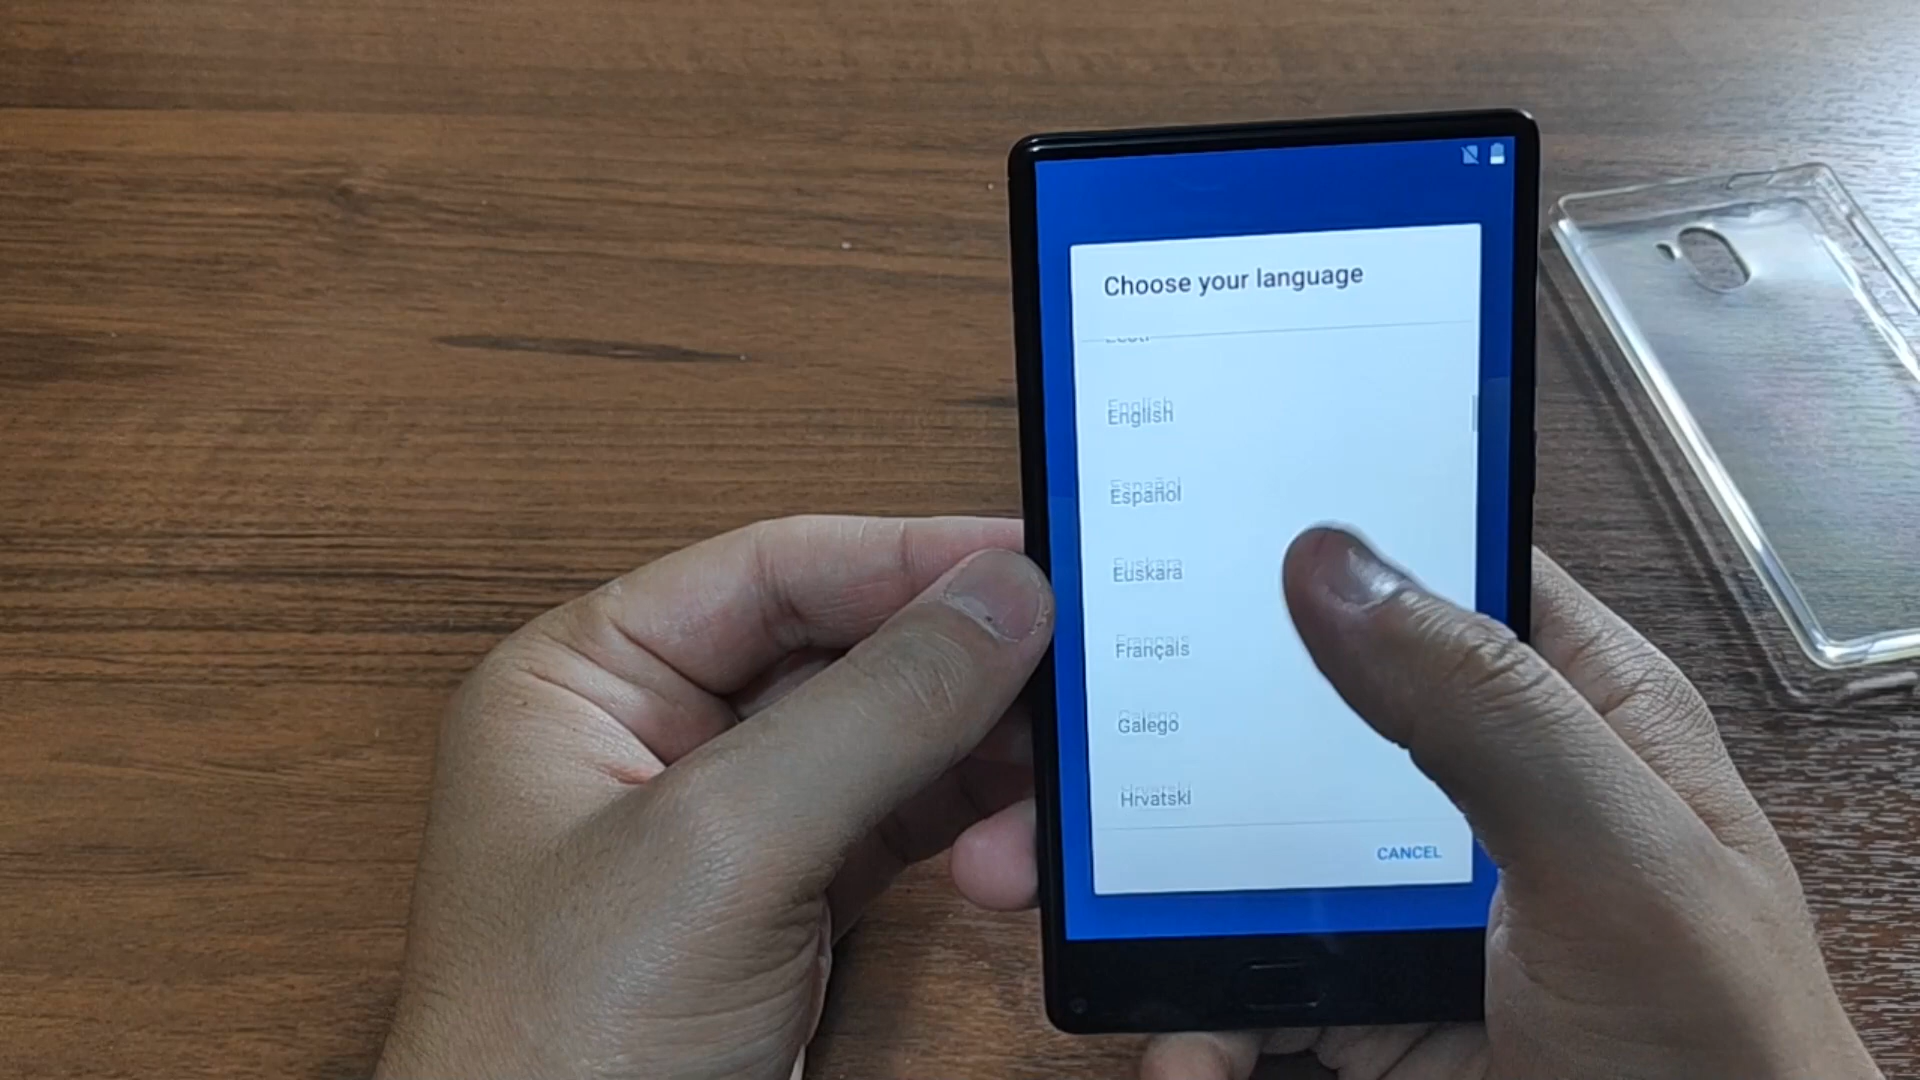 Choose your language
English
Español
Euskara
Français
Galego
Hrvatski
CANCEL